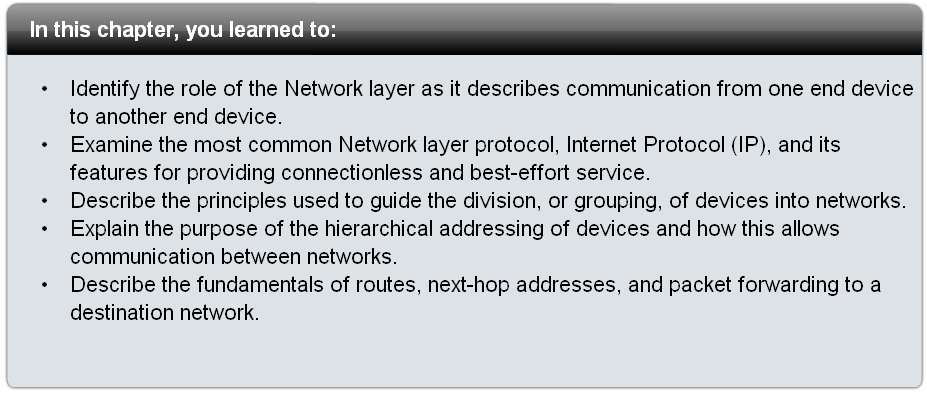 In this chapter, you learned to:
• Identify the role of the Network layer as it describes communication from one end device
to another end device.
• Examine the most common Network layer protocol, Internet Protocol (IP), and its
features for providing connectionless and best-effort service.
• Describe the principles used to guide the division, or grouping, of devices into networks.
• Explain the purpose of the hierarchical addressing of devices and how this allows
communication between networks.
• Describe the fundamentals of routes, next-hop addresses, and packet forwarding to a
destination network.